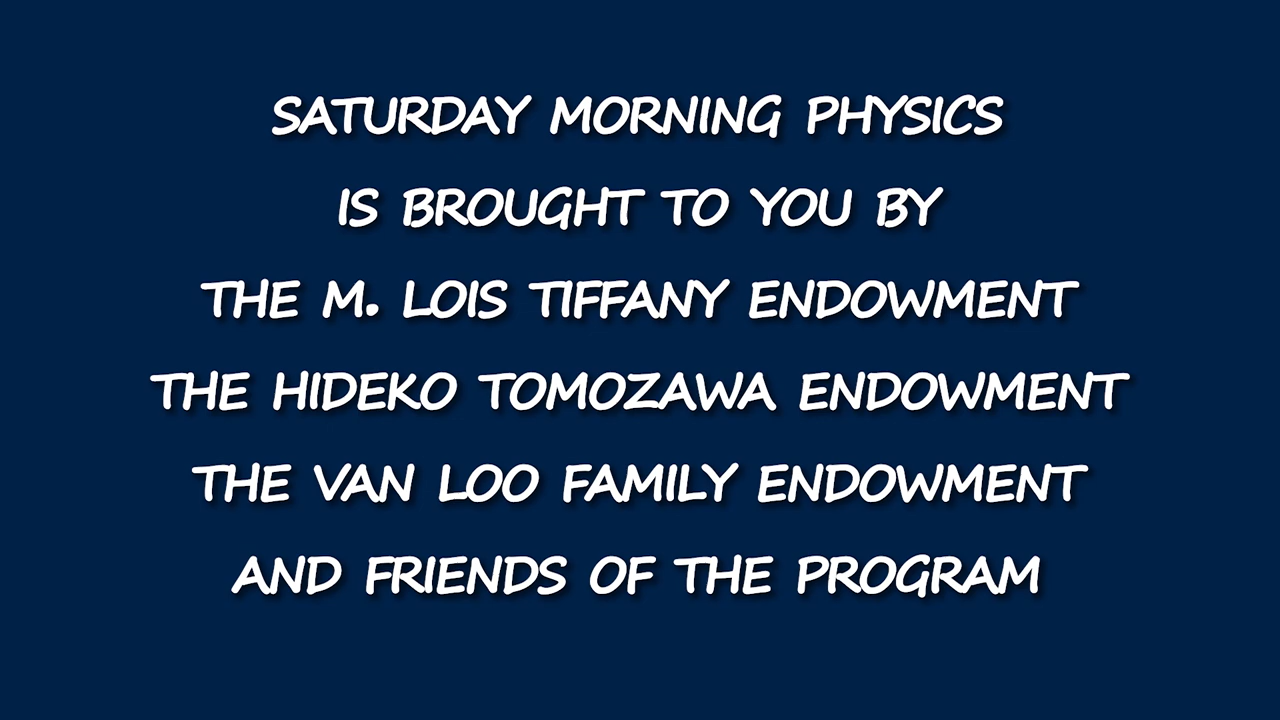 SATURDAY MORNING PHYSICS
IS BROUGHT TO YOU BY
THE M. LOIS TIFFANY ENDOWMENT
THE HIDEKO TOMOZAWA ENDOWMENT
THE VAN LOO FAMILY ENDOWMENT
AND FRIENDS OF THE PROGRAM